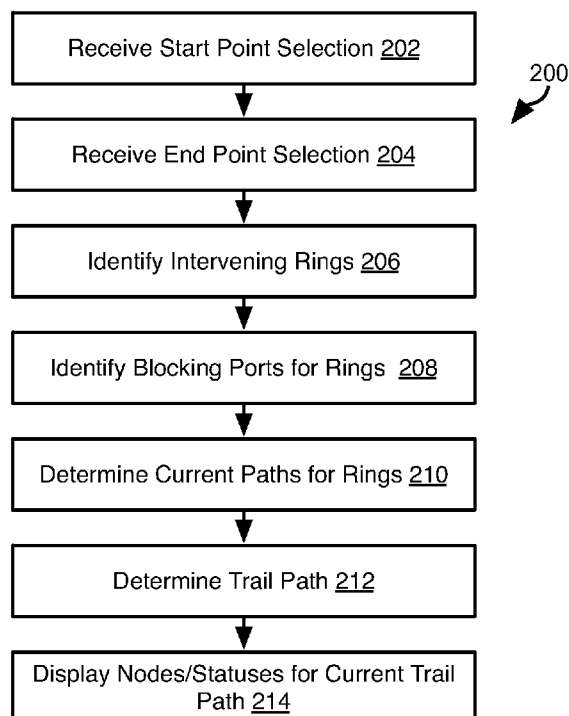 Receive Start Point Selection 202
200
Receive End Point Selection 204
Identify Intervening Rings 206
Identify Blocking Ports for Rings 208
Determine Current Paths for Rings 210
Determine Trail Path 212
Display Nodes/Statuses for Current Trail
Path 214